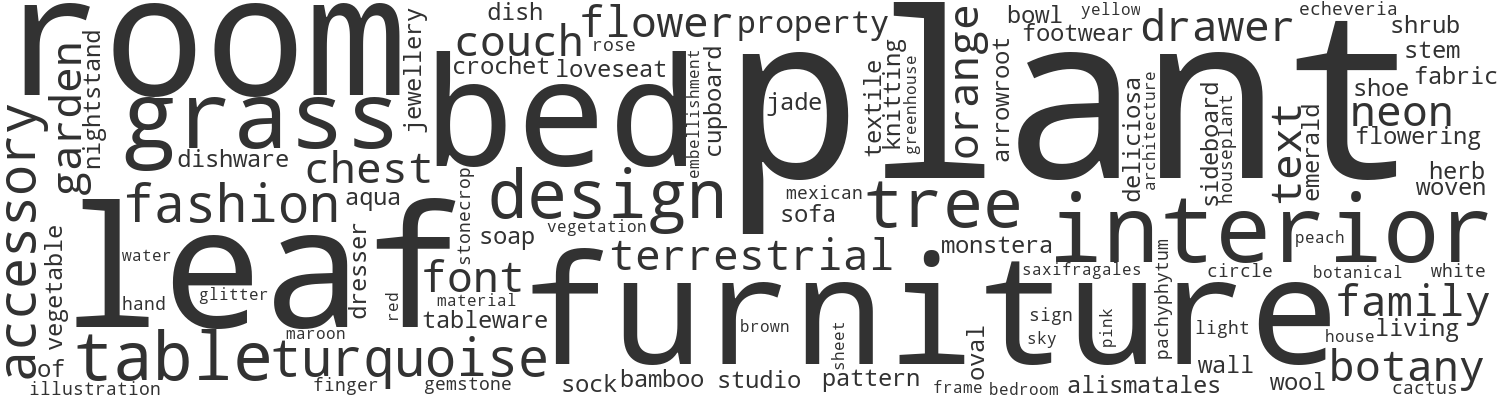 room
bed
plant
leaf
furniture
grass
garden
nightstand
jewellery
dish
flower
property
couch
rose
crochet
loveseat
embellishment
cupboard
jade
textile
knitting
greenhouse
orange
arrowroot
bowl
yellow
footwear
drawer
echeveria
shrub
stem
fabric
shoe
neon
flowering
deliciosa
architecture
sideboard
houseplant
text
emerald
herb
woven
accessory
dishware
chest
fashion
aqua
stonecrop
design
soap
vegetation
mexican
sofa
tree
monstera
interior
peach
vegetable
water
hand
glitter
dresser
red
font
material
tableware
terrestrial
saxifragales
pachyphytum
circle
botanical
white
family
living
house
botany
cactus
of
table
illustration
maroon
turquoise
finger
gemstone
sock
bamboo
brown
studio
sheet
pattern
frame
oval
bedroom
sign
sky
pink
alismatales
light
wall
wool